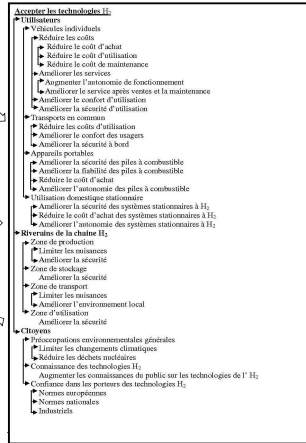 Accepter les technologies H₂
Utilisateurs
Véhicules individuels
Réduire les coûts
Réduire le coût d'achat
Réduire le coût d'utilisation
Réduire le coût de maintenance
Améliorer les services
Augmenter l'autonomie de fonctionnement
Améliorer le service après ventes et la maintenance
Améliorer le confort d'utilisation
Améliorer la sécurité d'utilisation
Transports en commun
Réduire les coûts d'utilisation
Améliorer le confort des usagers
Améliorer la sécurité à bord
Appareils portables
Améliorer la sécurité des piles à combustible
Améliorer la fiabilité des piles à combustible
Réduire le coût d'achat
Améliorer l'autonomie des piles à combustible
Utilisation domestique stationnaire
Améliorer la sécurité des systèmes stationnaires à H₂
Réduire le coût d'achat des systèmes stationnaires à H₂
Améliorer l'autonomie des systèmes stationnaires à H₂
Riverains de la chaine H₂
Zone de production
Limiter les nuisances
Améliorer la sécurité
Zone de stockage
Améliorer la sécurité
Zone de transport
Limiter les nuisances
Améliorer l'environnement local
Zone d'utilisation
Améliorer la sécurité
Citoyens
Préoccupations environnementales générales
Limiter les changements climatiques
Réduire les déchets nucléaires
Connaissance des technologies H₂
Augmenter les connaissances du public sur les technologies de l' H₂
Confiance dans les porteurs des technologies H₂
Normes européennes
Normes nationales
Industriels